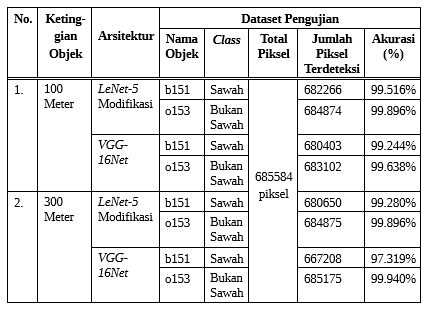 No. Keting-gian Objek Arsitektur Dataset Pengujian
Nama Objek Class Total Piksel Jumlah Piksel Terdeteksi Akurasi (%)
1. 100 Meter LeNet-5 Modifikasi b151 Sawah 685584 piksel 682266 99.516%
o153 Bukan Sawah 684874 99.896%
VGG-16Net b151 Sawah 680403 99.244%
o153 Bukan Sawah 683102 99.638%
2. 300 Meter LeNet-5 Modifikasi b151 Sawah 680650 99.280%
o153 Bukan Sawah 684875 99.896%
VGG-16Net b151 Sawah 667208 97.319%
o153 Bukan Sawah 685175 99.940%